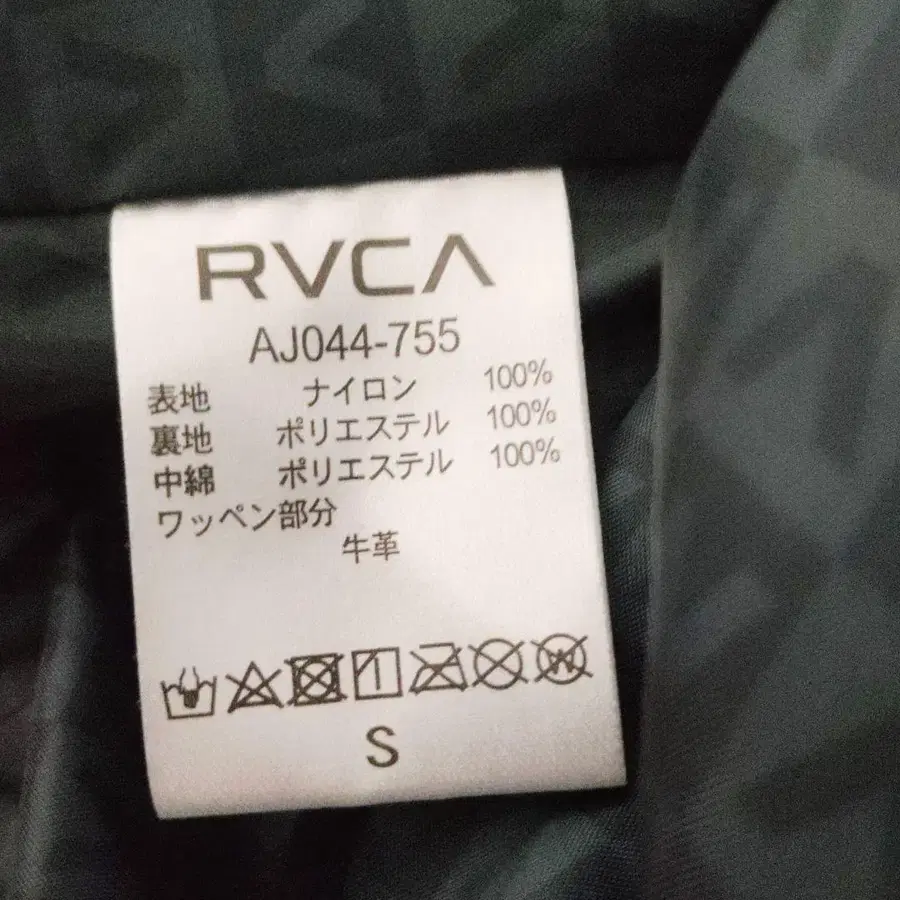 RVCA
AJ044-755
表地 ナイロン 100%
裏地 ポリエステル 100%
中綿 ポリエステル 100%
ワッペン部分
牛革
W
S